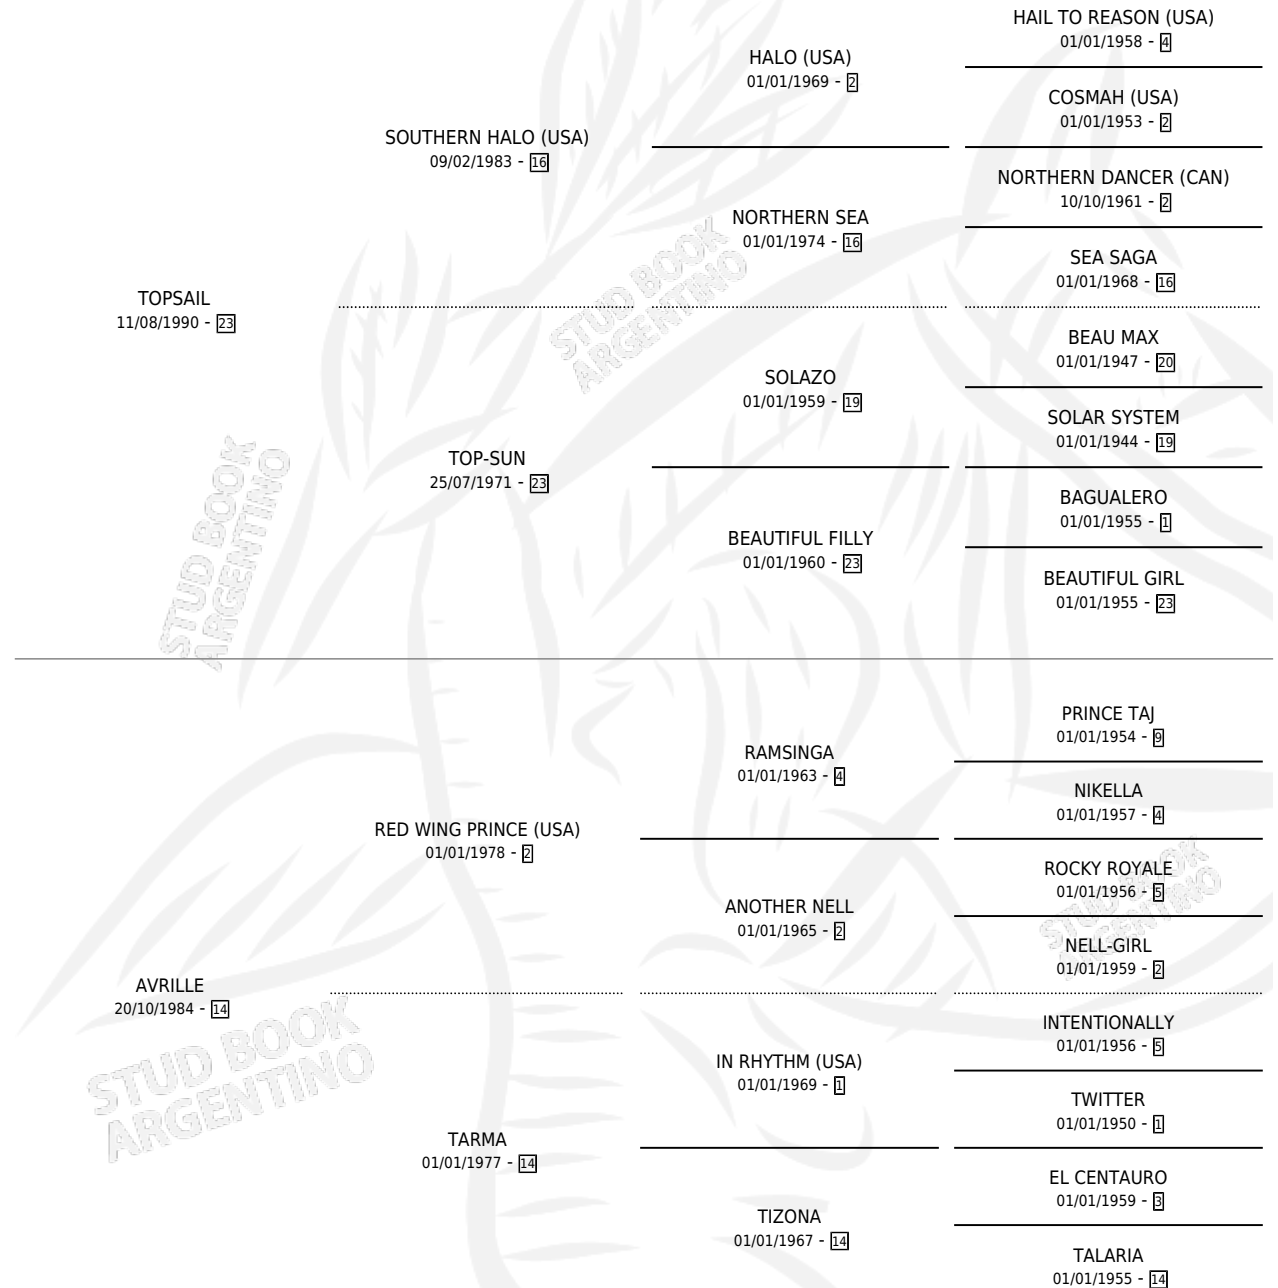 HAIL TO REASON (USA)
01/01/1958 - 4
HALO (USA)
01/01/1969 - 2
COSMAH (USA)
01/01/1953 - 2
SOUTHERN HALO (USA)
09/02/1983 - 16
NORTHERN DANCER (CAN)
10/10/1961 - 2
NORTHERN SEA
01/01/1974 - 16
SEA SAGA
01/01/1968 - 16
TOPSAIL
11/08/1990 - 23
BEAU MAX
01/01/1947 - 20
SOLAZO
01/01/1959 - 19
SOLAR SYSTEM
01/01/1944 - 19
TOP-SUN
25/07/1971 - 23
BAGUALERO
01/01/1955 - 1
BEAUTIFUL FILLY
01/01/1960 - 23
BEAUTIFUL GIRL
01/01/1955 - 23
PRINCE TAJ
01/01/1954 - 9
RAMSINGA
01/01/1963 - 4
NIKELLA
01/01/1957 - 4
RED WING PRINCE (USA)
01/01/1978 - 2
ROCKY ROYALE
01/01/1956 - 5
ANOTHER NELL
01/01/1965 - 2
NELL-GIRL
01/01/1959 - 2
AVRILLE
20/10/1984 - 14
INTENTIONALLY
01/01/1956 - 5
IN RHYTHM (USA)
01/01/1969 - 1
TWITTER
01/01/1950 - 1
TARMA
01/01/1977 - 14
EL CENTAURO
01/01/1959 - 3
TIZONA
01/01/1967 - 14
TALARIA
01/01/1955 - 14
STUD BOOK
ARGENTINO
STUD BOOK
ARGENTINO
STUD BOOK
ARGENTINO
STUD BOOK
ARGENTINO